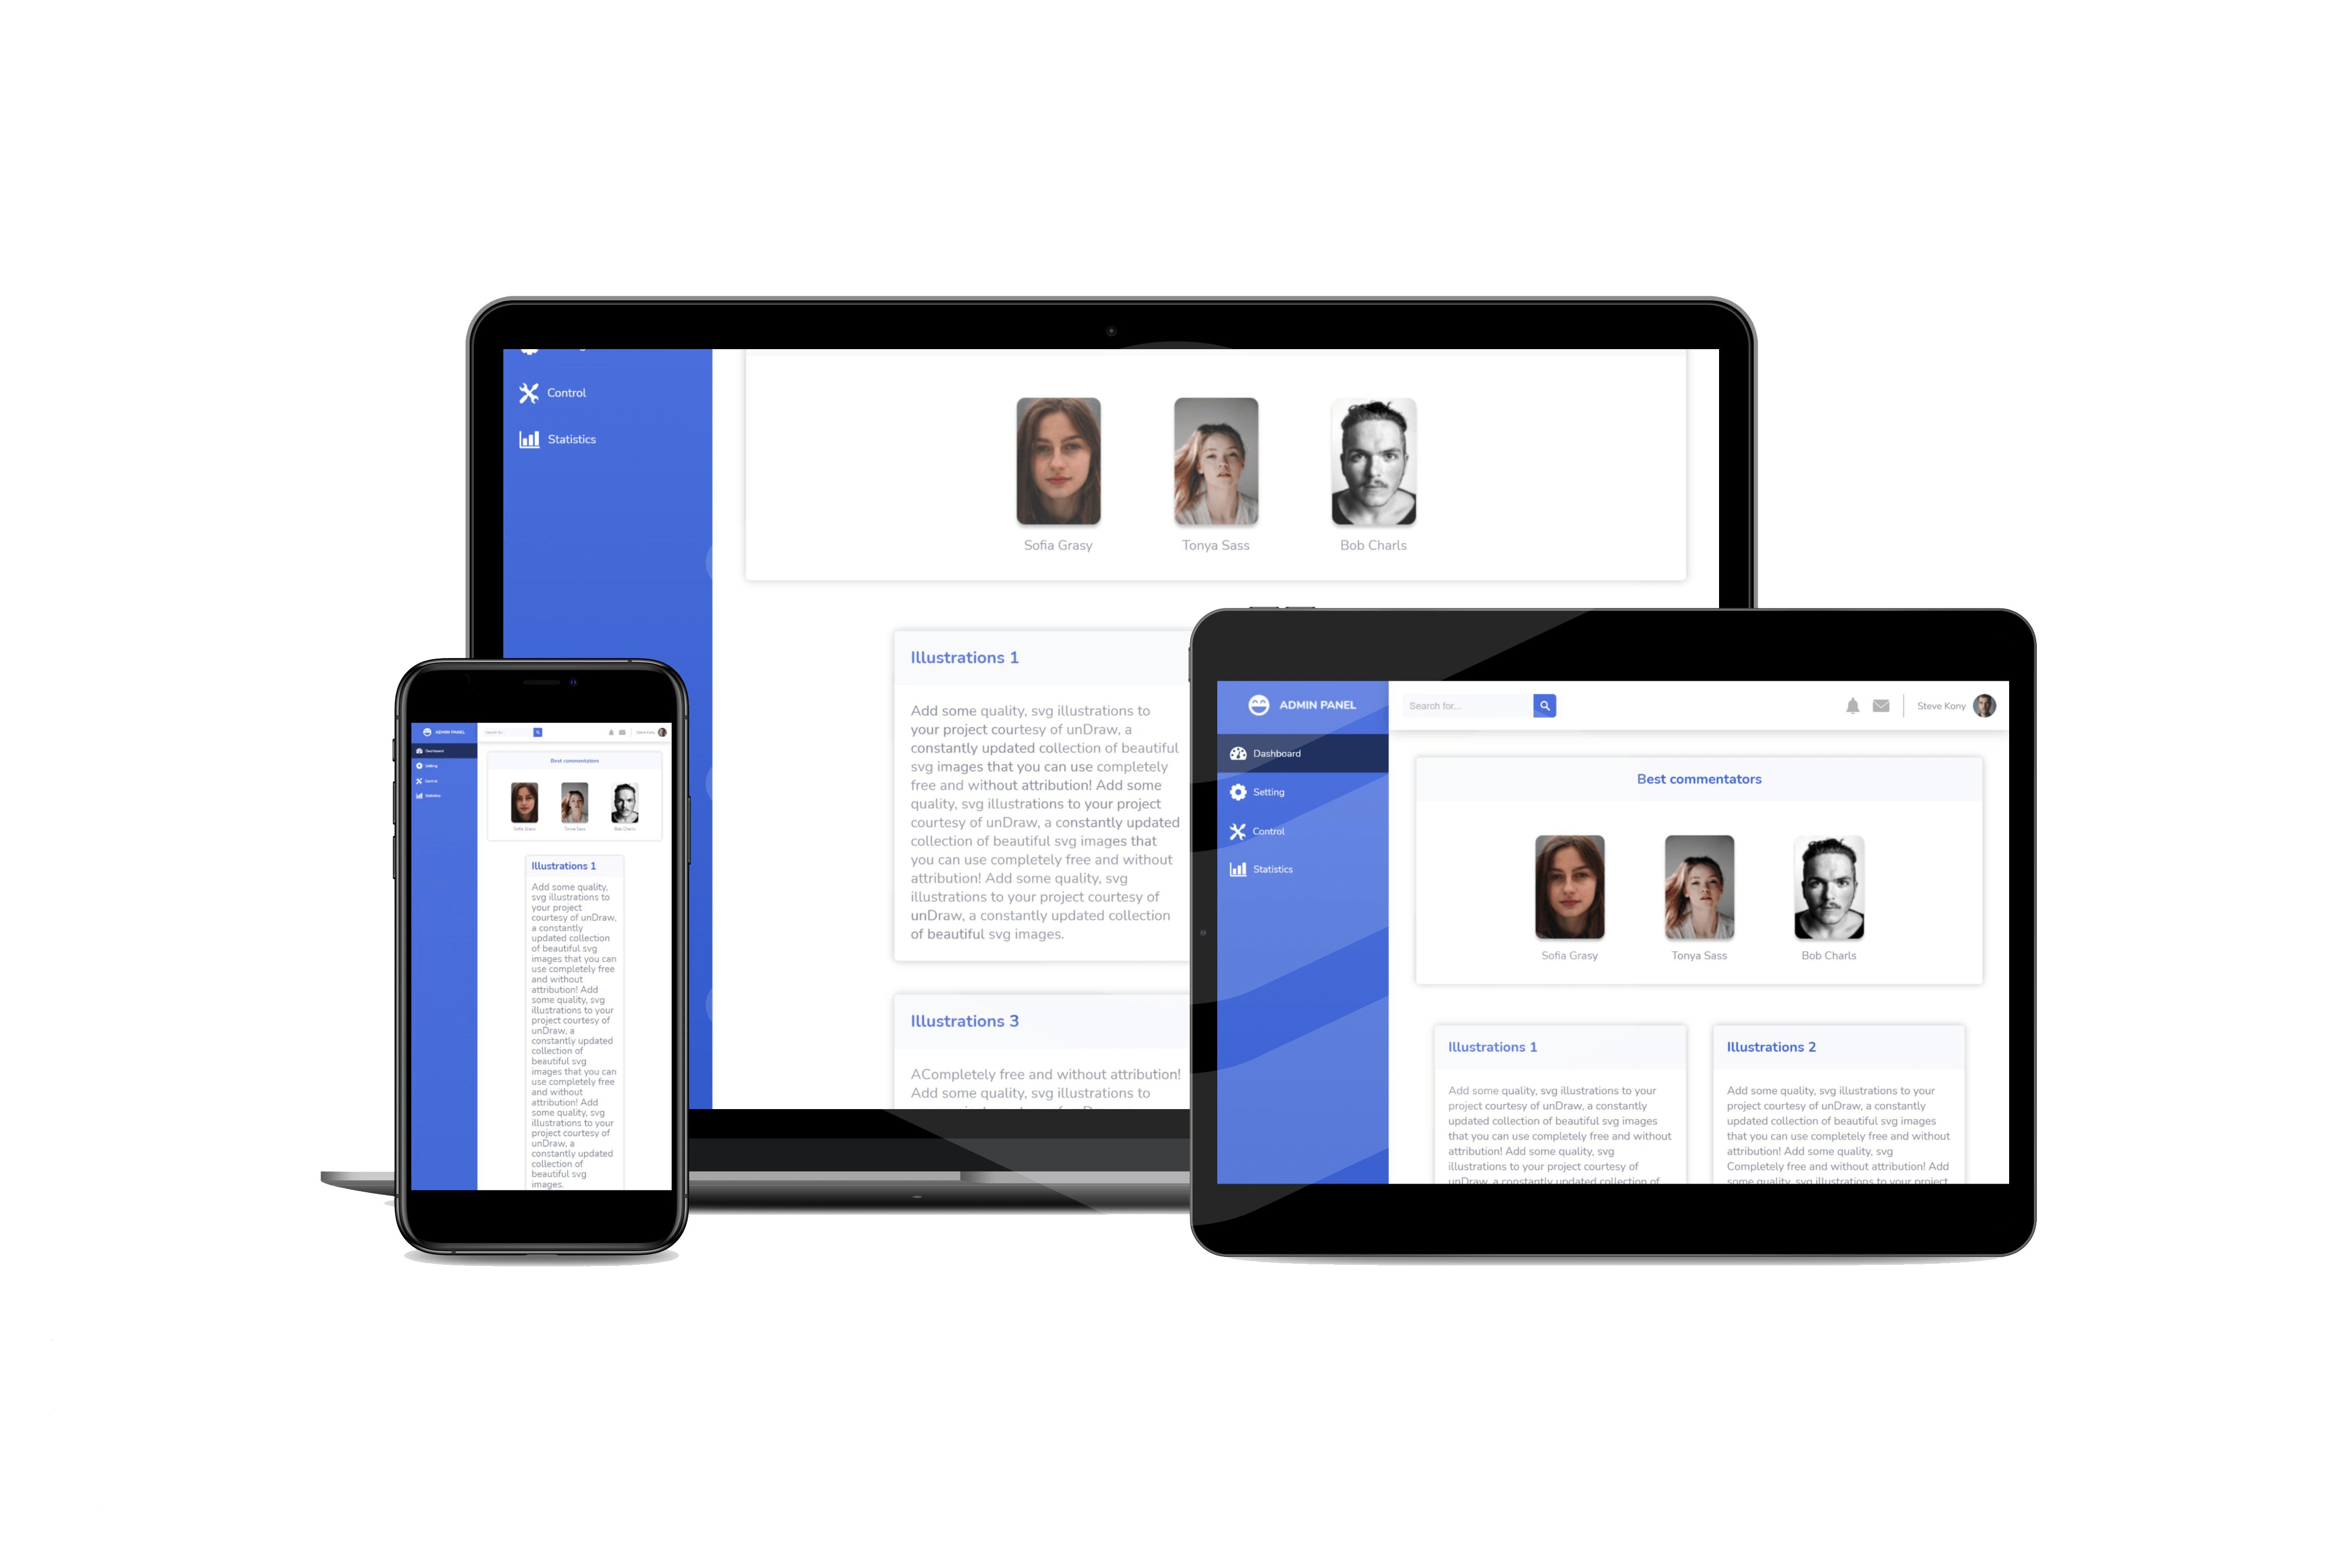 Control
Statistics
Sofia Grasy
Tonya Sass
Bob Charls
Illustrations 1
Add some quality, svg illustrations to
your project courtesy of unDraw, a
constantly updated collection of beautiful
svg images that you can use completely
free and without attribution! Add some
quality, svg illustrations to your project
courtesy of unDraw, a constantly updated
collection of beautiful svg images that
you can use completely free and without
attribution! Add some quality, svg
illustrations to your project courtesy of
unDraw, a constantly updated collection
of beautiful svg images.
Illustrations 3
ACompletely free and without attribution!
Add some quality, svg illustrations to
ADMIN PANEL
Search for...
Steve Kony
Dashboard
Setting
Control
Statistics
Best commentators
Sofia Grasy
Tonya Sass
Bob Charls
Illustrations 1
Add some quality,
svg illustrations to
your project
courtesy of unDraw,
a constantly
updated collection
of beautiful svg
images that you can
use completely free
and without
attribution! Add
some quality, svg
illustrations to your
project courtesy of
unDraw, a
constantly updated
collection of
beautiful svg
images that you can
use completely free
and without
attribution! Add
some quality, svg
illustrations to your
project courtesy of
unDraw, a
constantly updated
collection of
beautiful svg
images.
ADMIN PANEL
Search for...
Steve Kony
Dashboard
Setting
Control
Statistics
Best commentators
Sofia Grasy
Tonya Sass
Bob Charls
Illustrations 1
Add some quality, svg illustrations to your
project courtesy of unDraw, a constantly
updated collection of beautiful svg images
that you can use completely free and without
attribution! Add some quality, svg
illustrations to your project courtesy of
unDraw, a constantly updated collection of
Illustrations 2
Add some quality, svg illustrations to your
project courtesy of unDraw, a constantly
updated collection of beautiful svg images
that you can use completely free and without
attribution! Add some quality, svg
Completely free and without attribution! Add
some quality, svg illustrations to your project